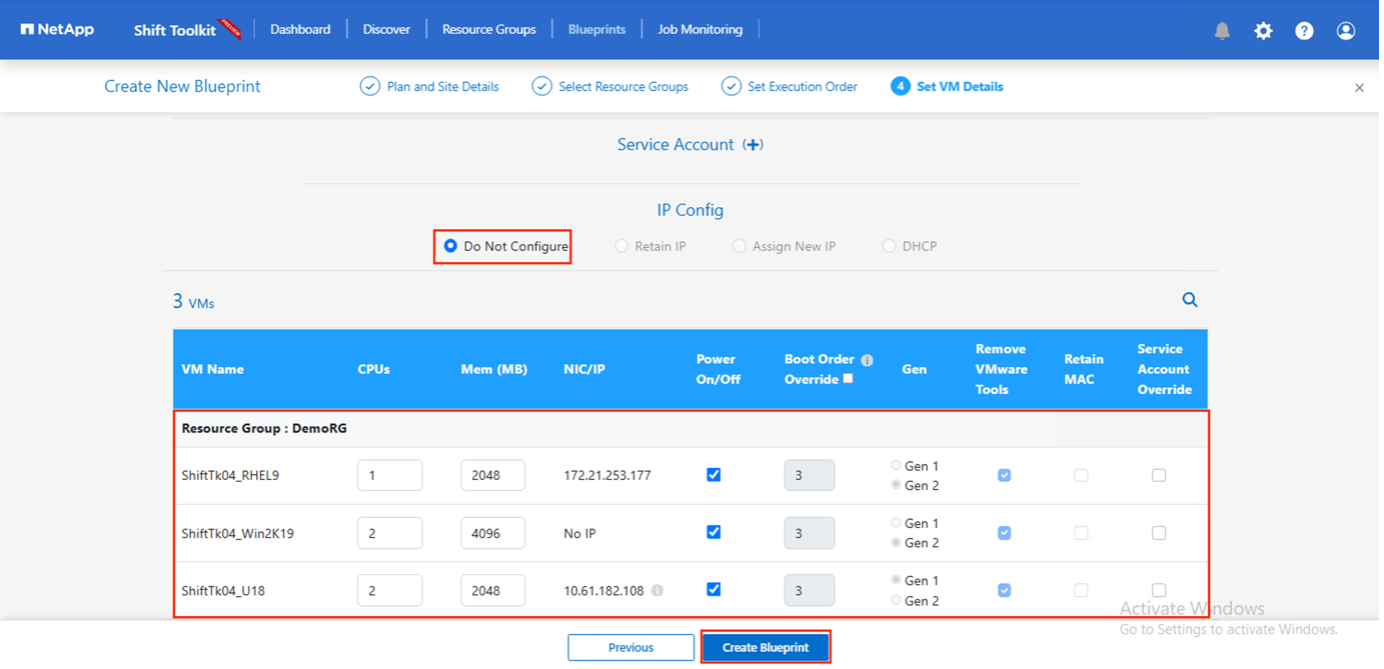 NetApp Shift Toolkit PREVIEW Dashboard Discover Resource Groups Blueprints Job Monitoring ?
Create New Blueprint Plan and Site Details Select Resource Groups Set Execution Order 4 Set VM Details
Service Account (+)
IP Config
Do Not Configure Retain IP Assign New IP DHCP
3 VMs
VM Name CPUs Mem (MB) NIC/IP Power On/Off Boot Order Override Gen Remove VMware Tools Retain MAC Service Account Override
Resource Group : DemoRG
ShiftTk04_RHEL9 1 2048 172.21.253.177 3 Gen 1 Gen 2
ShiftTk04_Win2K19 2 4096 No IP 3 Gen 1 Gen 2
ShiftTk04_U18 2 2048 10.61.182.108 3 Gen 1 Gen 2
Activate Windows
Go to Settings to activate Windows.
Previous Create Blueprint